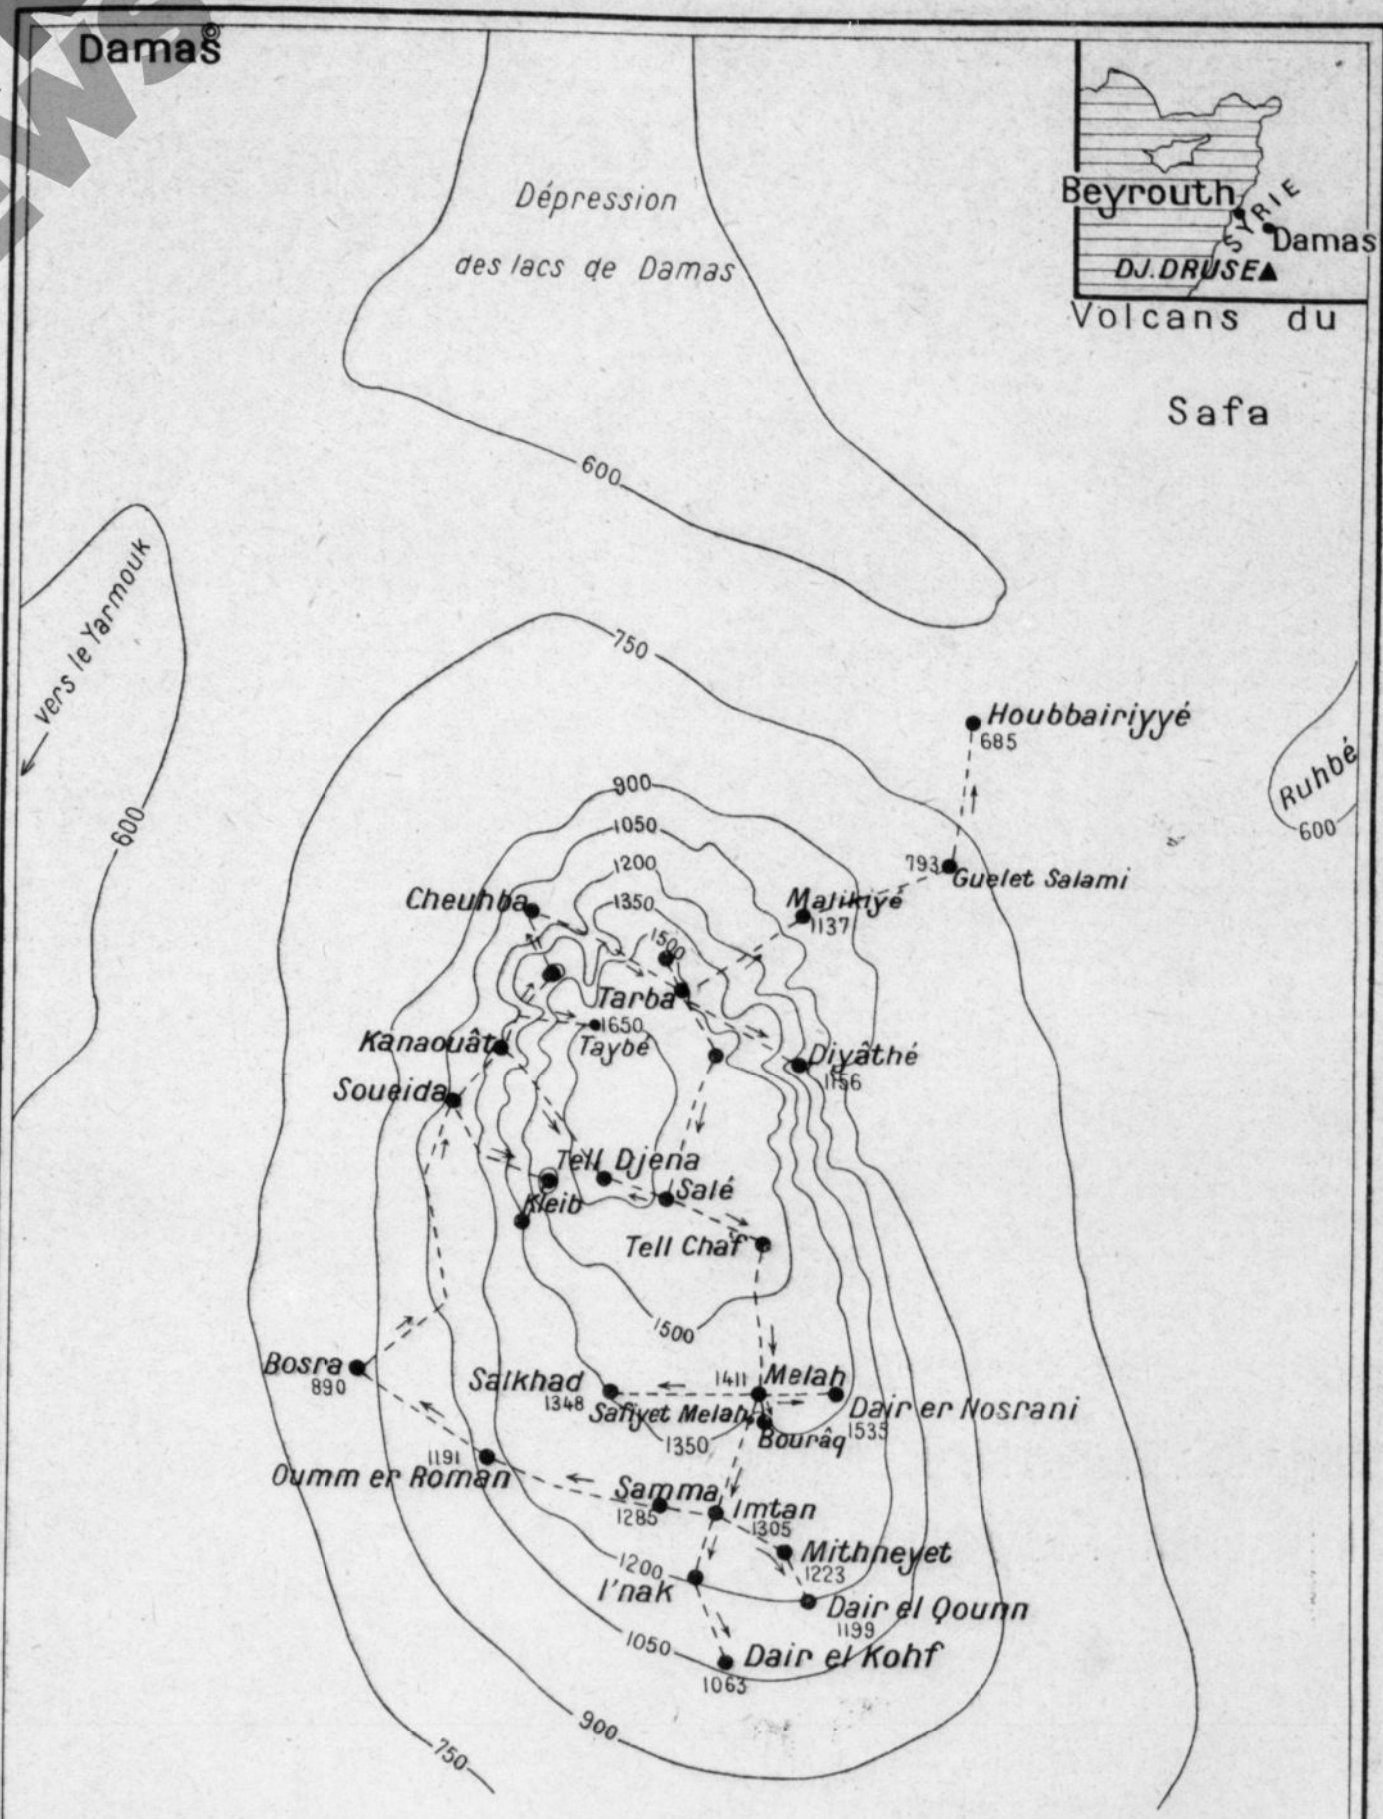 Damas
Beyrouth
SYRIE
Damas
DJ.DRUSE
Volcans du
Safa
Dépression
des lacs de Damas
600
vers le Yarmouk
600
750
Houbbairiyyé
685
Ruhbé
600
900
1050
1200
1350
1500
793
Guelet Salami
Cheuhba
Malikiyé
1137
Tarba
1650
Taybé
Kanaouât
Diyâthé
1156
Soueida
Tell Djena
Kleib
Salé
Tell Chaf
1500
Bosra
890
Salkhad
1348
1411
Melah
Safiyet Melah
Dair er Nosrani
1535
1350
Bourâq
1191
Oumm er Roman
Samma
1285
Imtan
1305
Mithneyet
1223
1200
I'nak
Dair el Qounn
1199
1050
Dair el Kohf
1063
900
750